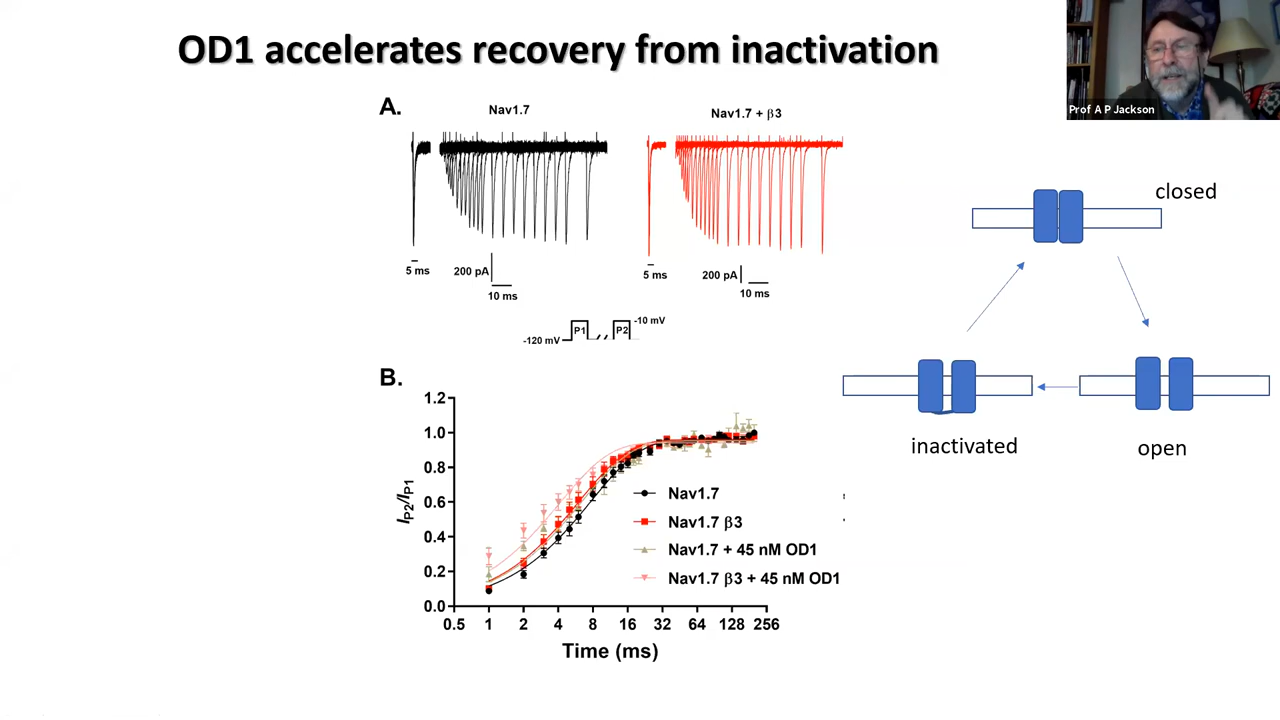 OD1 accelerates recovery from inactivation
Prof A P Jackson
A.
Nav1.7
Nav1.7 + β3
5 ms
200 pA
10 ms
5 ms
200 pA
10 ms
-120 mV
P1
P2
-10 mV
closed
inactivated
open
B.
1.2
1.0
0.8
0.6
0.4
0.2
0.0
IP2/IP1
0.5 1 2 4 8 16 32 64 128 256
Time (ms)
Nav1.7
Nav1.7 β3
Nav1.7 + 45 nM OD1
Nav1.7 β3 + 45 nM OD1